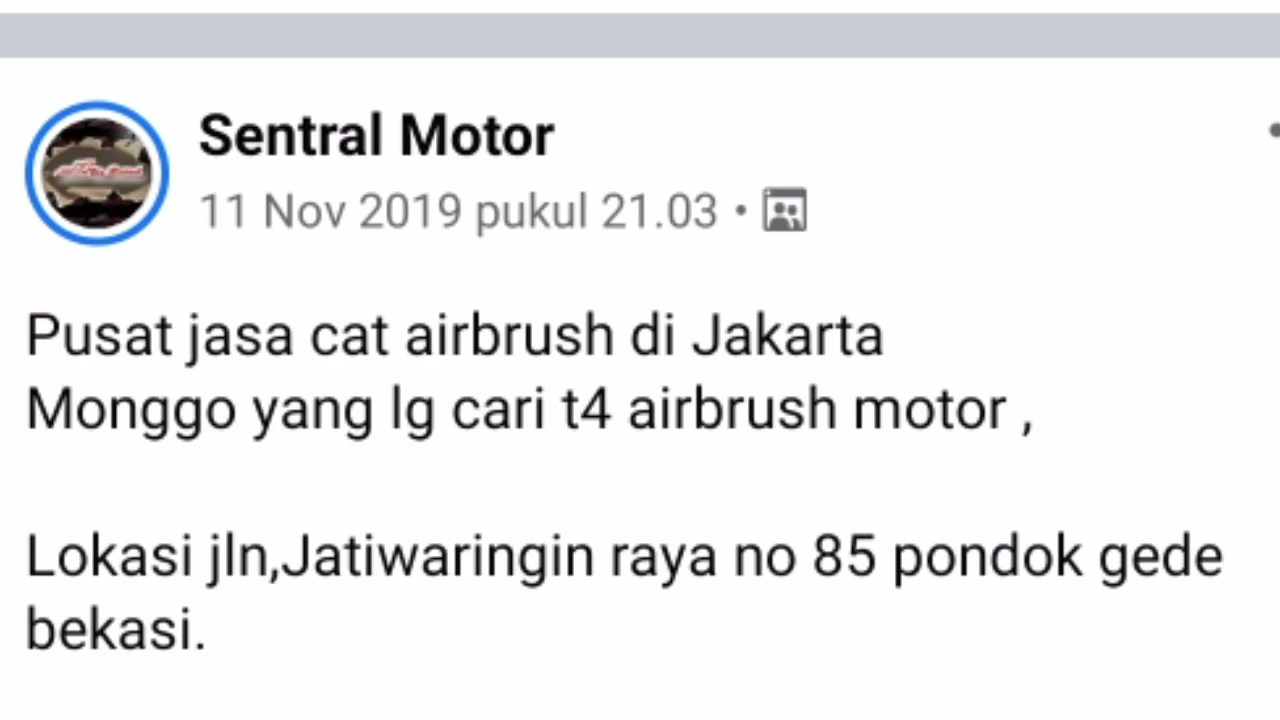 Sentral Motor
11 Nov 2019 pukul 21.03 •
Pusat jasa cat airbrush di Jakarta
Monggo yang lg cari t4 airbrush motor ,
Lokasi jln,Jatiwaringin raya no 85 pondok gede
bekasi.